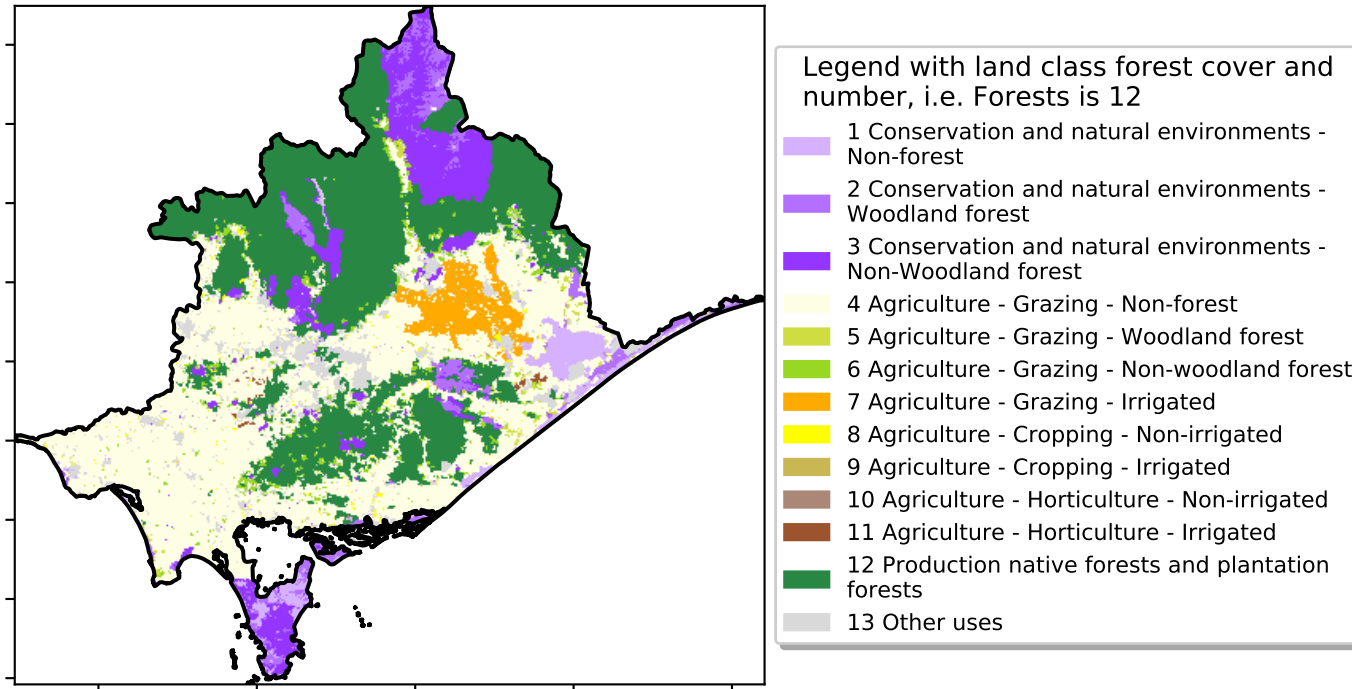 Legend with land class forest cover and
number, i.e. Forests is 12
1 Conservation and natural environments -
Non-forest
2 Conservation and natural environments -
Woodland forest
3 Conservation and natural environments -
Non-Woodland forest
4 Agriculture - Grazing - Non-forest
5 Agriculture - Grazing - Woodland forest
6 Agriculture - Grazing - Non-woodland forest
7 Agriculture - Grazing - Irrigated
8 Agriculture - Cropping - Non-irrigated
9 Agriculture - Cropping - Irrigated
10 Agriculture - Horticulture - Non-irrigated
11 Agriculture - Horticulture - Irrigated
12 Production native forests and plantation
forests
13 Other uses